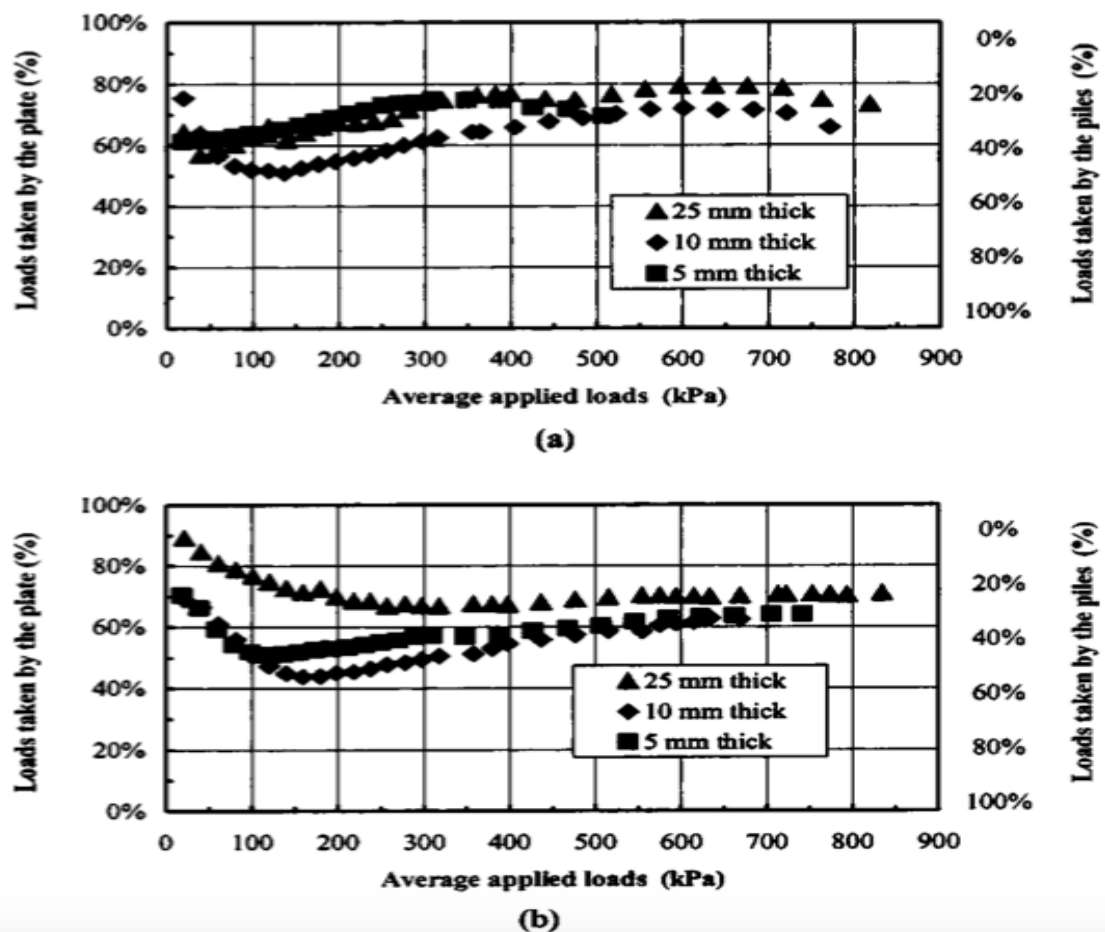 Loads taken by the plate (%)
100%
80%
60%
40%
20%
0%
0 100 200 300 400 500 600 700 800 900
Average applied loads (kPa)
0%
20%
40%
60%
80%
100%
Loads taken by the piles (%)
25 mm thick
10 mm thick
5 mm thick
(a)
Loads taken by the plate (%)
100%
80%
60%
40%
20%
0%
0 100 200 300 400 500 600 700 800 900
Average applied loads (kPa)
0%
20%
40%
60%
80%
100%
Loads taken by the piles (%)
25 mm thick
10 mm thick
5 mm thick
(b)